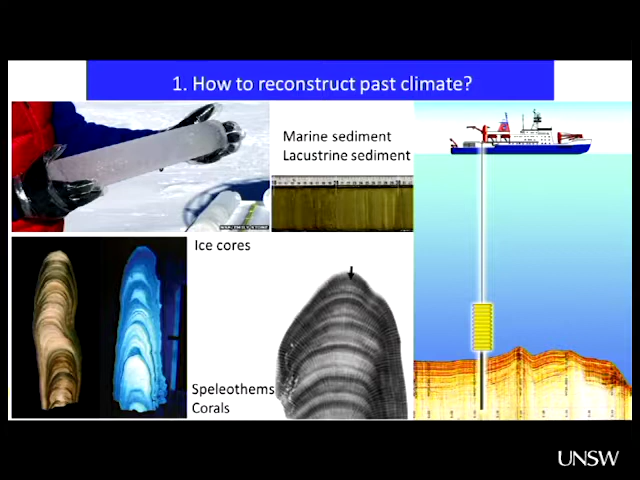 1. How to reconstruct past climate?
Marine sediment
Lacustrine sediment
Ice cores
Speleothems
Corals
UNSW